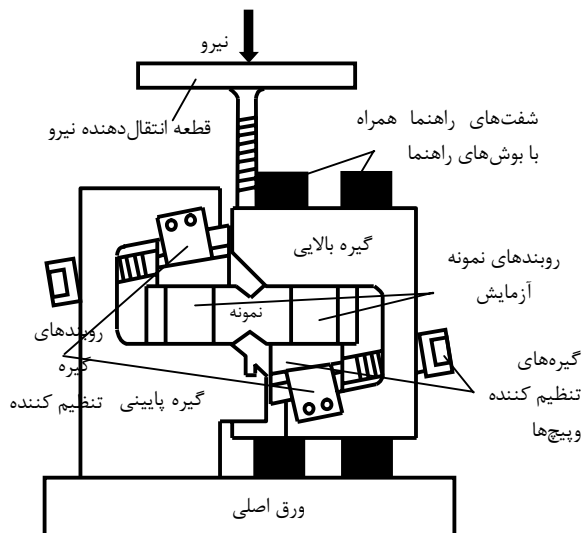 نیرو
قطعه انتقال‌دهنده نیرو
شفت‌های راهنما همراه
با بوش‌های راهنما
گیره بالایی
روبندهای نمونه
آزمایش
نمونه
روبندهای
گیره
تنظیم کننده
گیره پایینی
گیره‌های
تنظیم کننده
وپیچ‌ها
ورق اصلی